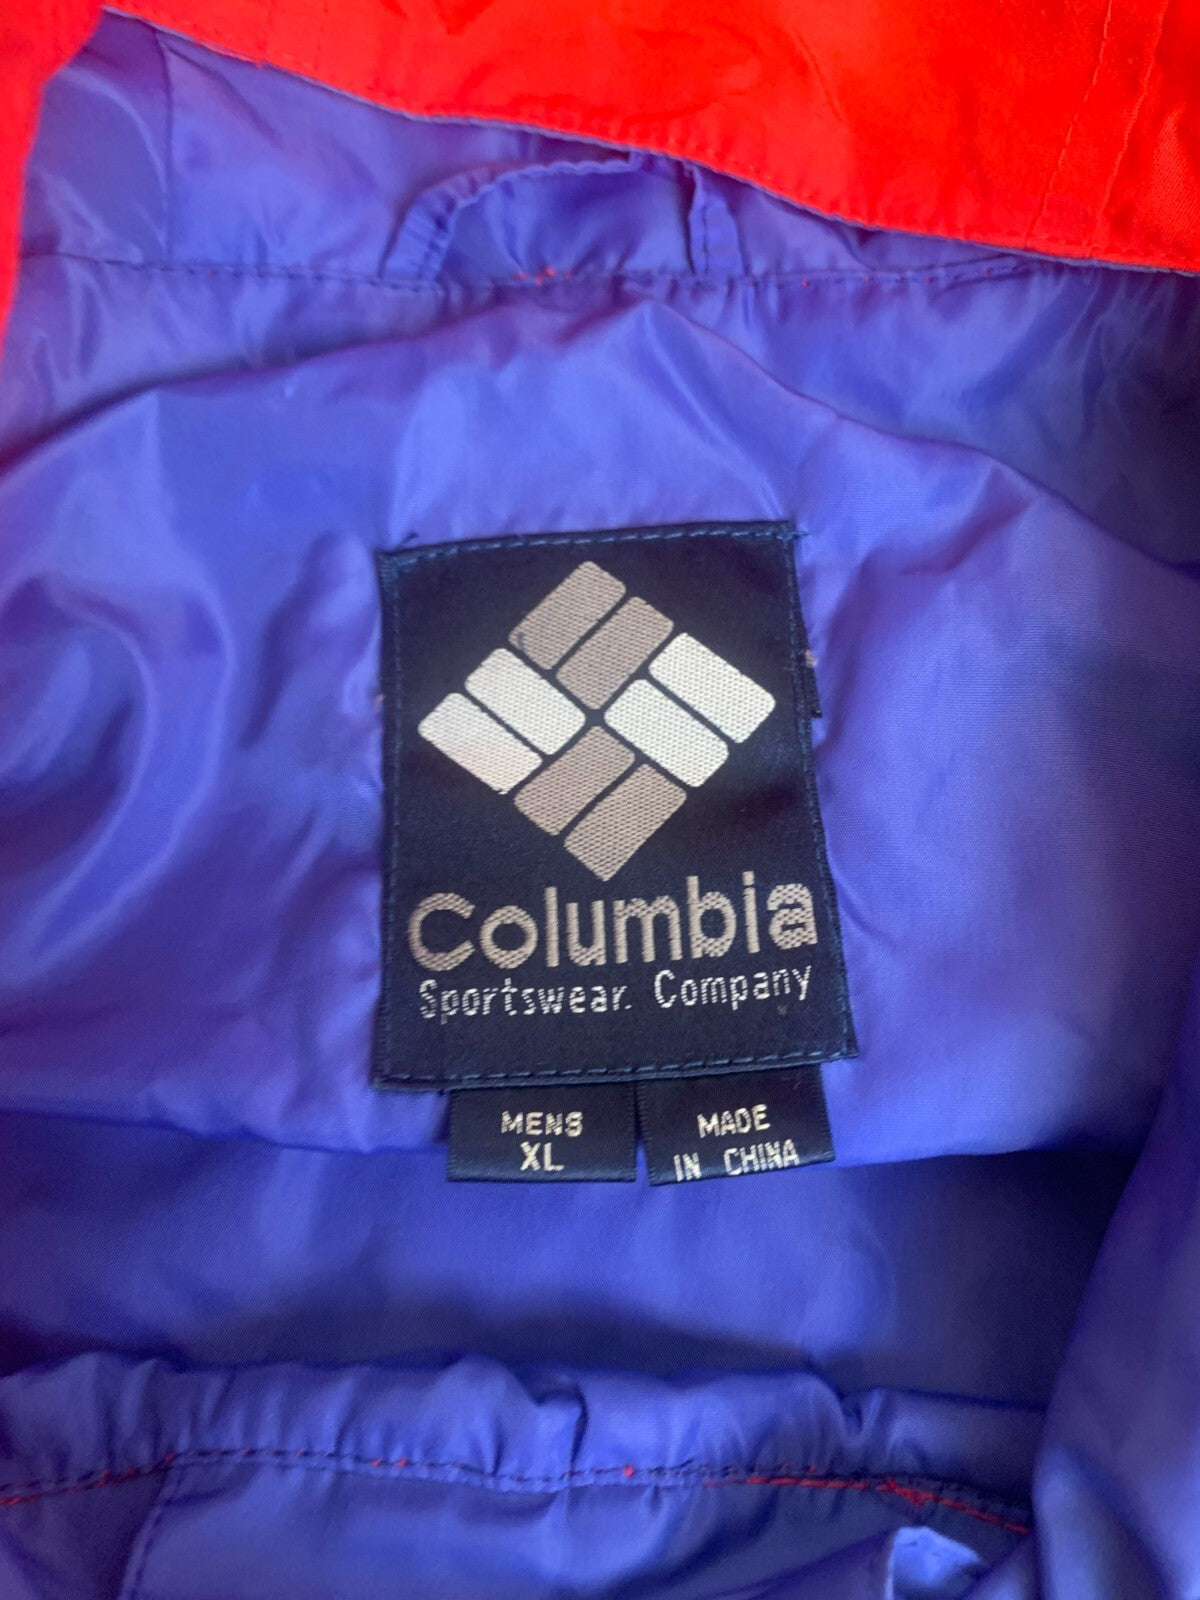 Columbia
Sportswear. Company
MENS
XL
MADE
IN CHINA